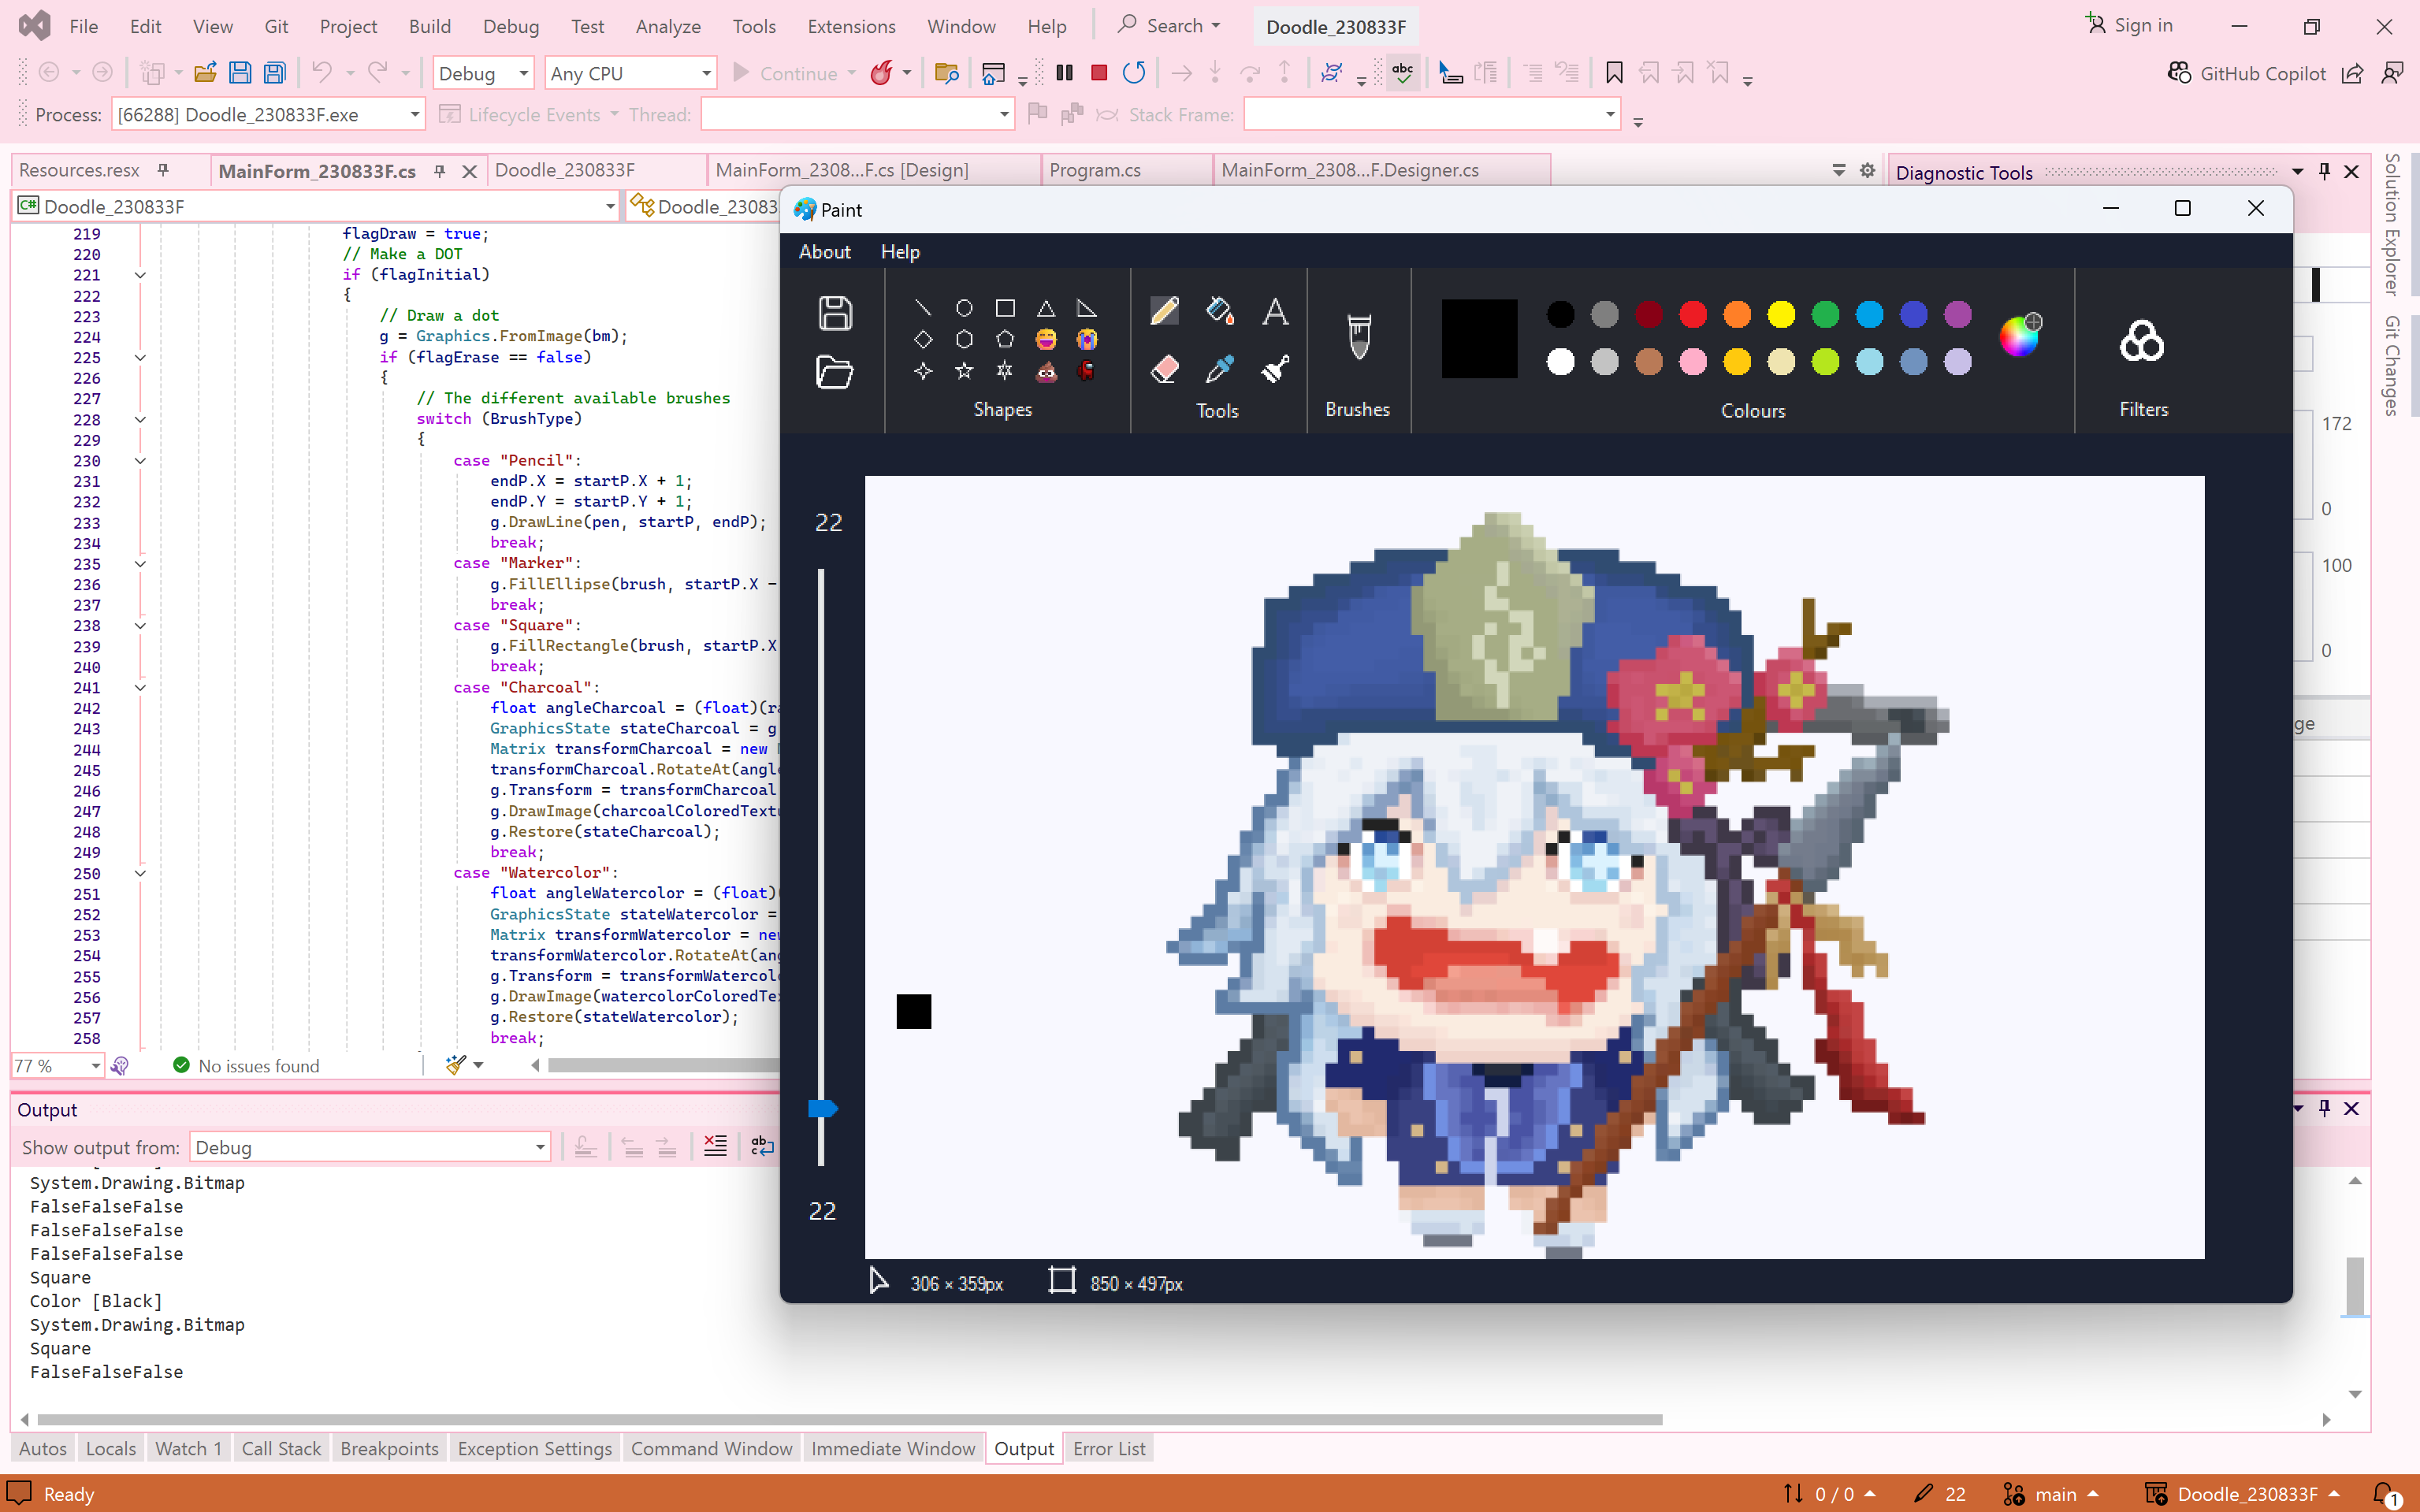 File Edit View Git Project Build Debug Test Analyze Tools Extensions Window Help Search Doodle_230833F Sign in
Debug Any CPU Continue abc GitHub Copilot
Process: [66288] Doodle_230833F.exe Lifecycle Events Thread: Stack Frame:
Resources.resx MainForm_230833F.cs Doodle_230833F MainForm_2308...F.cs [Design] Program.cs MainForm_2308...F.Designer.cs Diagnostic Tools
C# Doodle_230833F Doodle_23083
Solution Explorer
Git Changes
219 flagDraw = true;
220 // Make a DOT
221 if (flagInitial)
222 {
223 // Draw a dot
224 g = Graphics.FromImage(bm);
225 if (flagErase == false)
226 {
227 // The different available brushes
228 switch (BrushType)
229 {
230 case "Pencil":
231 endP.X = startP.X + 1;
232 endP.Y = startP.Y + 1;
233 g.DrawLine(pen, startP, endP);
234 break;
235 case "Marker":
236 g.FillEllipse(brush, startP.X -
237 break;
238 case "Square":
239 g.FillRectangle(brush, startP.X
240 break;
241 case "Charcoal":
242 float angleCharcoal = (float)(ra
243 GraphicsState stateCharcoal = g
244 Matrix transformCharcoal = new
245 transformCharcoal.RotateAt(angl
246 g.Transform = transformCharcoal
247 g.DrawImage(charcoalColoredText
248 g.Restore(stateCharcoal);
249 break;
250 case "Watercolor":
251 float angleWatercolor = (float)
252 GraphicsState stateWatercolor =
253 Matrix transformWatercolor = ne
254 transformWatercolor.RotateAt(an
255 g.Transform = transformWatercol
256 g.DrawImage(watercolorColoredTe
257 g.Restore(stateWatercolor);
258 break;
77 % No issues found
Paint
About Help
A
Shapes Tools Brushes Colours Filters
22
22
306 × 359px 850 × 497px
172
0
100
0
ge
Output
Show output from: Debug
System.Drawing.Bitmap
FalseFalseFalse
FalseFalseFalse
FalseFalseFalse
Square
Color [Black]
System.Drawing.Bitmap
Square
FalseFalseFalse
Autos Locals Watch 1 Call Stack Breakpoints Exception Settings Command Window Immediate Window Output Error List
Ready 0 / 0 22 main Doodle_230833F 1